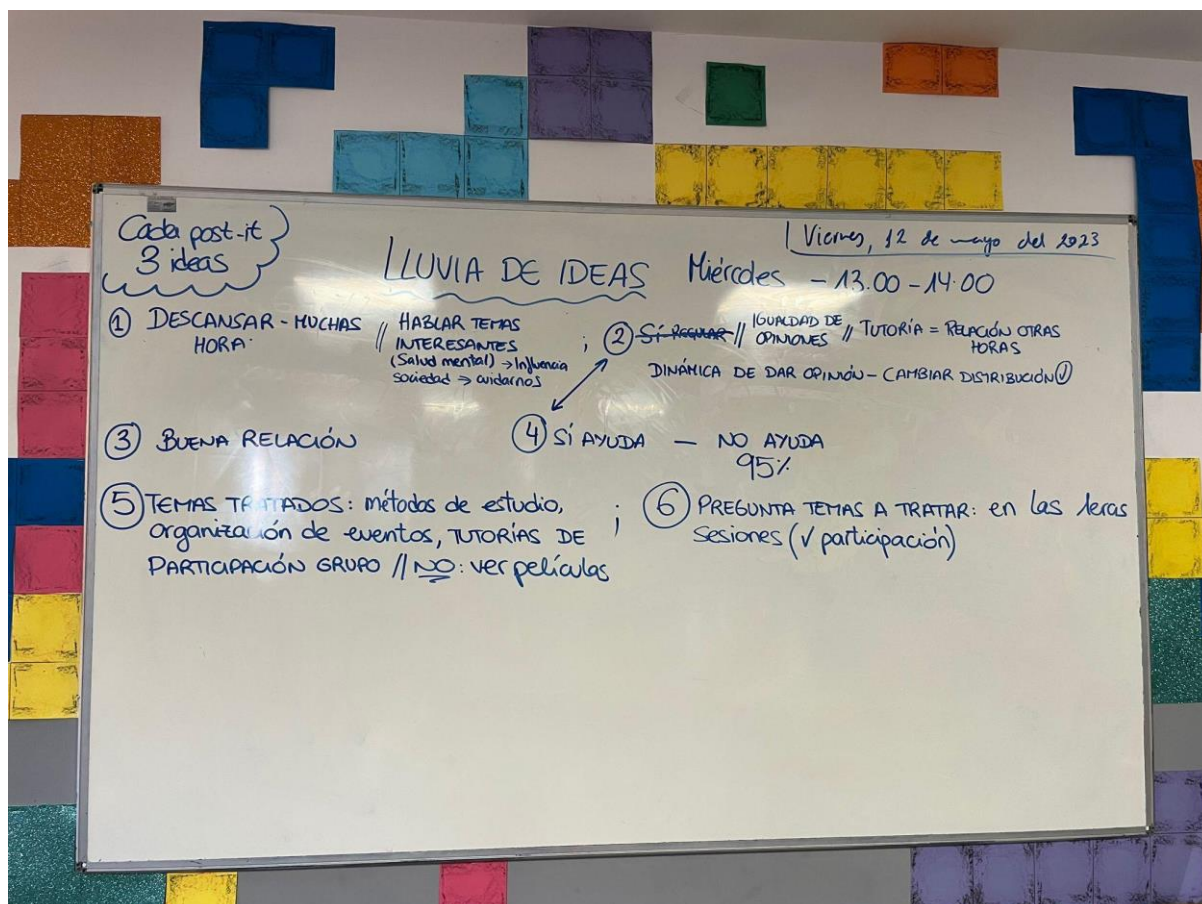 Cada post-it
3 ideas
Viernes, 12 de mayo del 2023
LLUVIA DE IDEAS
Miércoles - 13.00 - 14.00
① DESCANSAR - MUCHAS
HORA
// HABLAR TEMAS
INTERESANTES
(Salud mental) → Influencia
sociedad → cuidarnos
; ② Sí REGULAR // IGUALDAD DE
OPINIONES // TUTORÍA = RELACIÓN OTRAS
HORAS
DINÁMICA DE DAR OPINIÓN - CAMBIAR DISTRIBUCIÓN
③ BUENA RELACIÓN
④ SÍ AYUDA — NO AYUDA
95%
⑤ TEMAS TRATADOS: métodos de estudio,
organización de eventos, TUTORÍAS DE
PARTICIPACIÓN GRUPO // NO: ver películas
; ⑥ PREGUNTA TEMAS A TRATAR: en las 1eras
sesiones (√ participación)